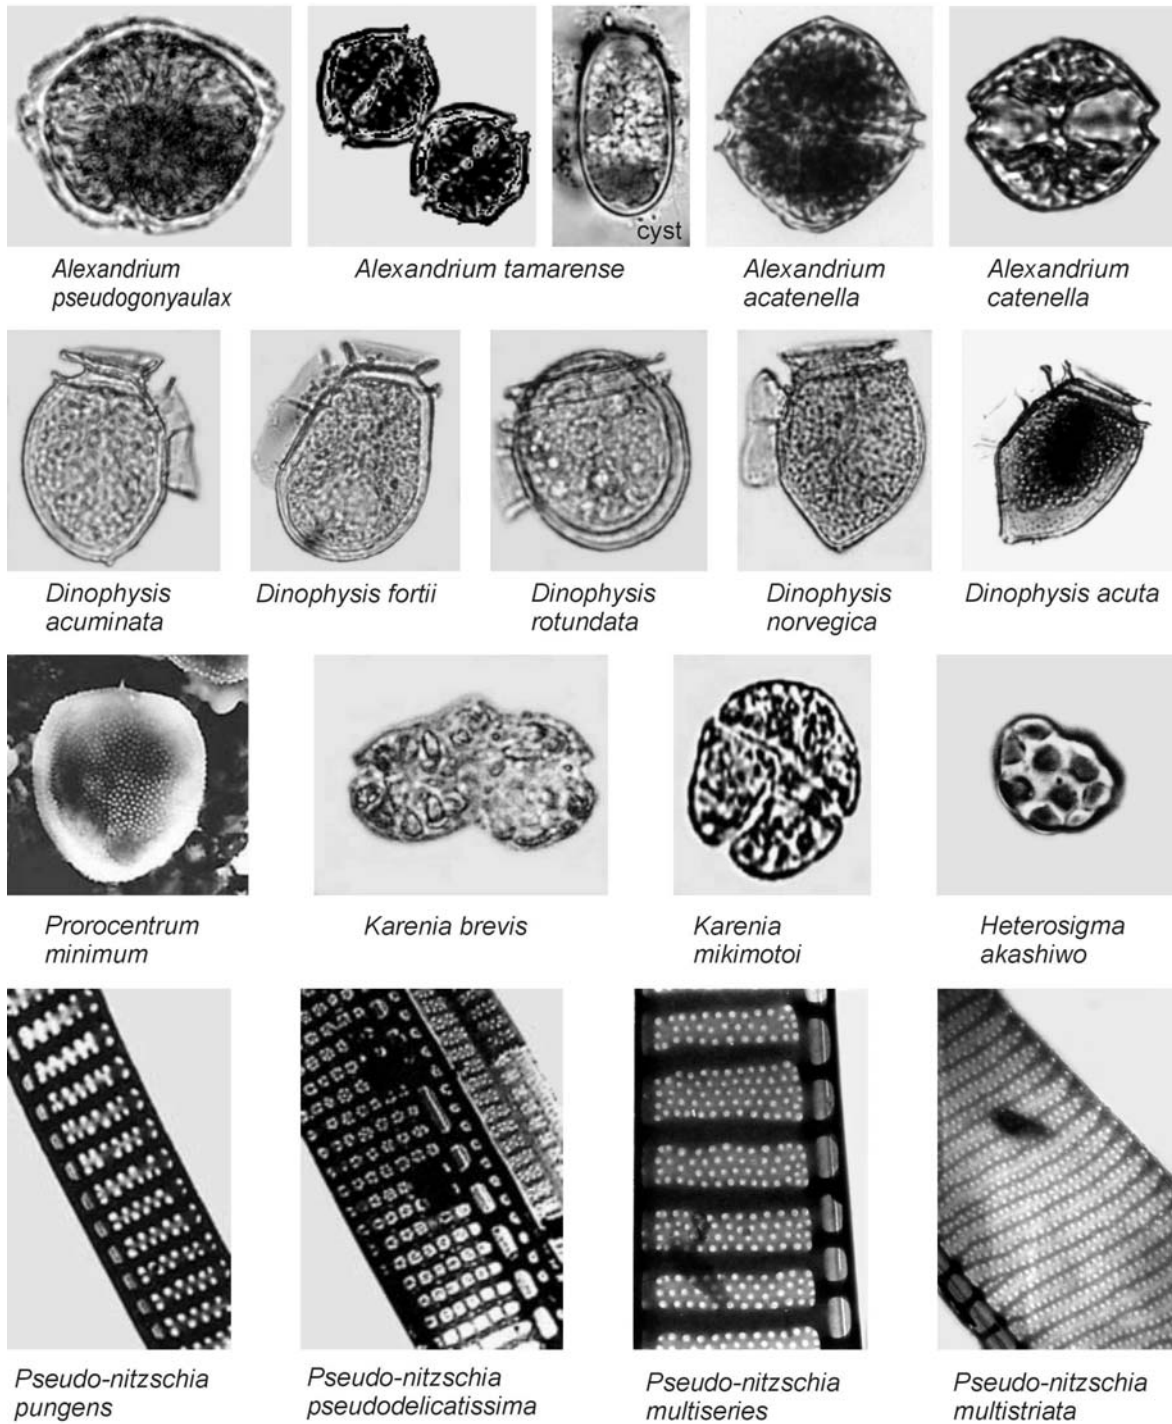 cyst
Alexandrium
pseudogonyaulax
Alexandrium tamarense
Alexandrium
acatenella
Alexandrium
catenella
Dinophysis
acuminata
Dinophysis fortii
Dinophysis
rotundata
Dinophysis
norvegica
Dinophysis acuta
Prorocentrum
minimum
Karenia brevis
Karenia
mikimotoi
Heterosigma
akashiwo
Pseudo-nitzschia
pungens
Pseudo-nitzschia
pseudodelicatissima
Pseudo-nitzschia
multiseries
Pseudo-nitzschia
multistriata